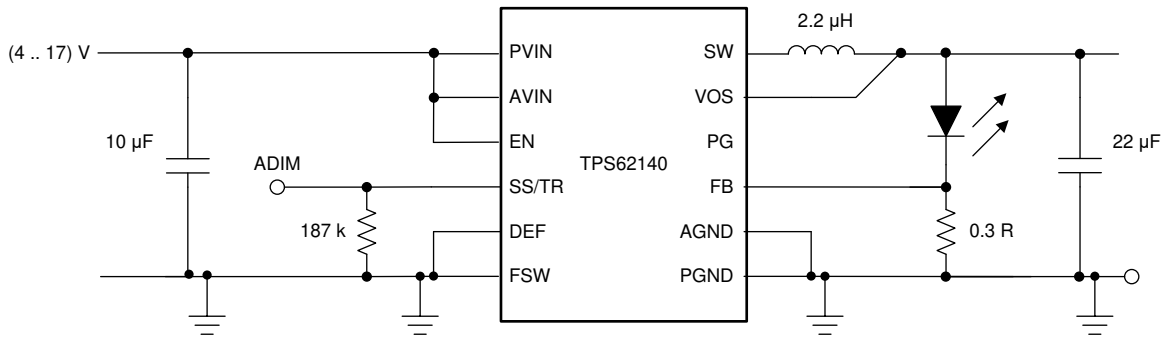 2.2 µH
(4 .. 17) V
PVIN
SW
AVIN
VOS
10 µF
EN
PG
22 µF
TPS62140
ADIM
SS/TR
FB
187 k
DEF
AGND
0.3 R
FSW
PGND